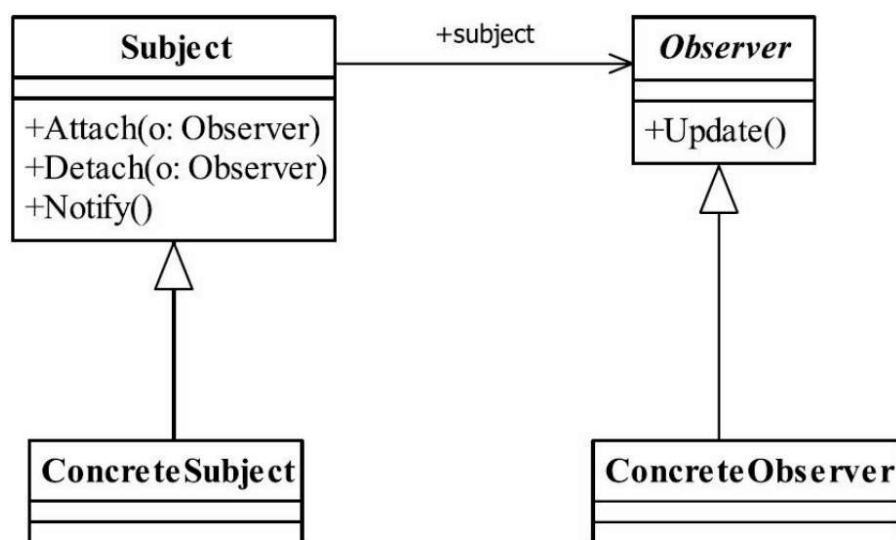 Subject
+Attach(o: Observer)
+Detach(o: Observer)
+Notify()
+subject
Observer
+Update()
ConcreteSubject
ConcreteObserver